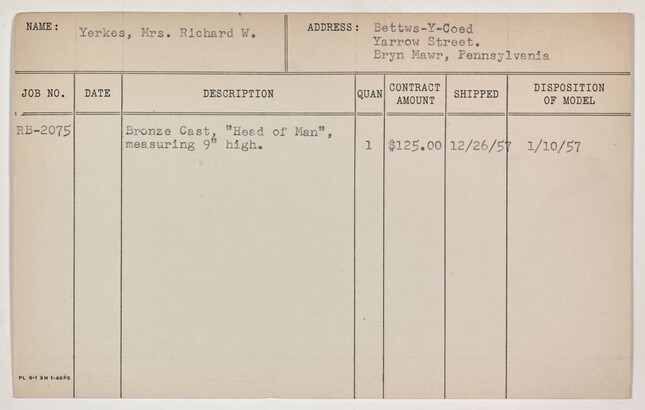 NAME: Yerkes, Mrs. Richard W. ADDRESS: Bettws-Y-Coed
Yarrow Street.
Bryn Mawr, Pennsylvania
JOB NO. DATE DESCRIPTION QUAN CONTRACT AMOUNT SHIPPED DISPOSITION OF MODEL
RB-2075 Bronze Cast, "Head of Man",
measuring 9" high. 1 $125.00 12/26/57 1/10/57